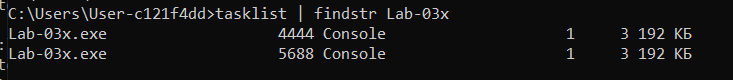 C:\Users\User-c121f4dd>tasklist | findstr Lab-03x
Lab-03x.exe                   4444 Console                    1     3 192 КБ
Lab-03x.exe                   5688 Console                    1     3 192 КБ